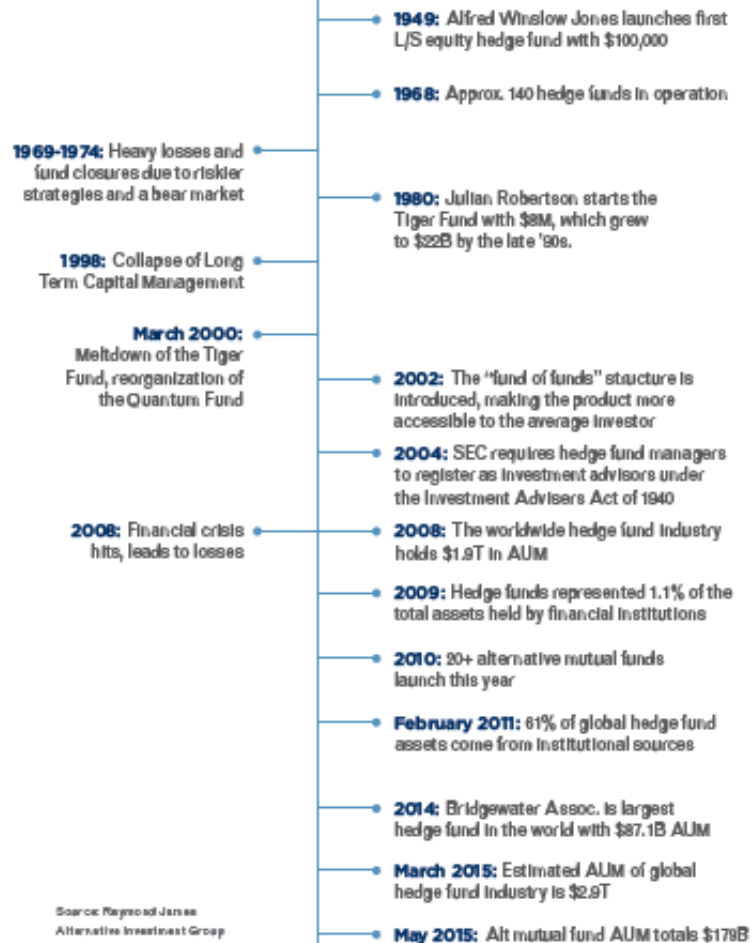 1949: Alfred Winslow Jones launches first
L/S equity hedge fund with $100,000
1968: Approx. 140 hedge funds in operation
1969-1974: Heavy losses and
fund closures due to riskier
strategies and a bear market
1980: Julian Robertson starts the
Tiger Fund with $8M, which grew
to $22B by the late '90s.
1998: Collapse of Long
Term Capital Management
March 2000:
Meltdown of the Tiger
Fund, reorganization of
the Quantum Fund
2002: The “fund of funds” structure is
introduced, making the product more
accessible to the average investor
2004: SEC requires hedge fund managers
to register as investment advisors under
the Investment Advisers Act of 1940
2008: Financial crisis
hits, leads to losses
2008: The worldwide hedge fund industry
holds $1.9T in AUM
2009: Hedge funds represented 1.1% of the
total assets held by financial institutions
2010: 20+ alternative mutual funds
launch this year
February 2011: 61% of global hedge fund
assets come from institutional sources
2014: Bridgewater Assoc. is largest
hedge fund in the world with $87.1B AUM
March 2015: Estimated AUM of global
hedge fund industry is $2.9T
Source: Raymond James
Alternative Investment Group
May 2015: Alt mutual fund AUM totals $179B